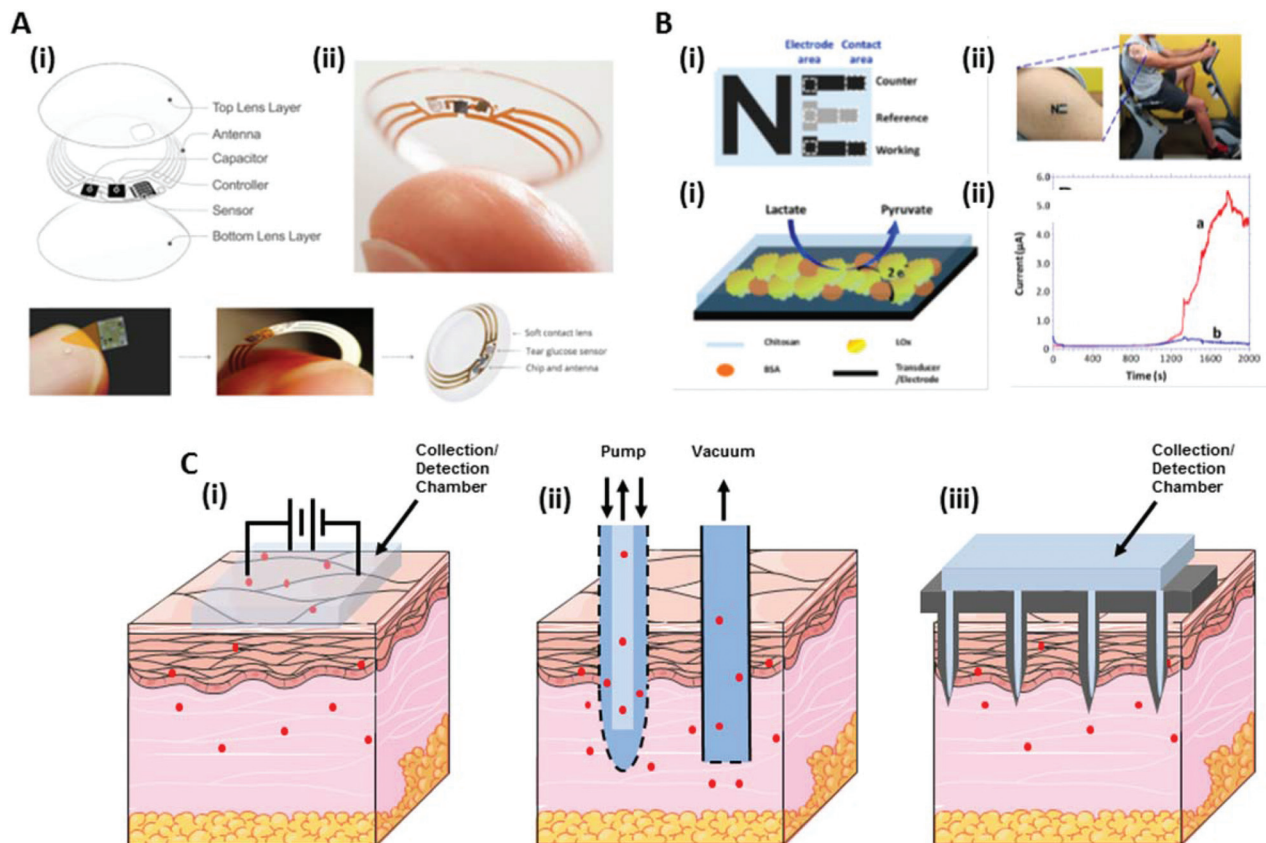 A
(i)
Top Lens Layer
Antenna
Capacitor
Controller
Sensor
Bottom Lens Layer
(ii)
Soft contact lens
Tear glucose sensor
Chip and antenna
B
(i)
Electrode
area
Contact
area
N
Counter
Reference
Working
(ii)
(i)
Lactate
Pyruvate
2 e-
Chitosan
LOx
BSA
Transducer
/Electrode
(ii)
6.0
5.0
4.0
3.0
2.0
1.0
0.0
Current (µA)
a
b
0
400
800
1200
1600
2000
Time (s)
C
(i)
Collection/
Detection
Chamber
(ii)
Pump
Vacuum
(iii)
Collection/
Detection
Chamber